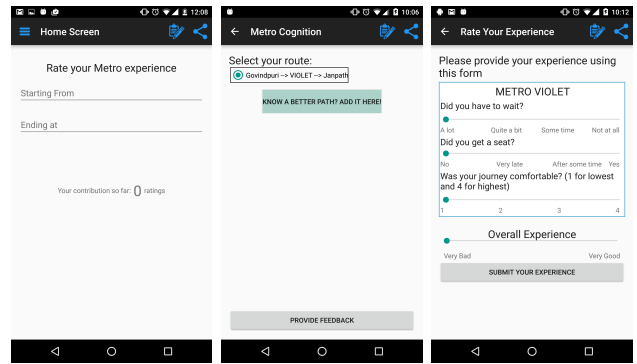 12:08
Home Screen
Rate your Metro experience
Starting From
Ending at
Your contribution so far: 0 ratings
10:06
Metro Cognition
Select your route:
Govindpuri --> VIOLET --> Janpath
KNOW A BETTER PATH? ADD IT HERE!
PROVIDE FEEDBACK
10:12
Rate Your Experience
Please provide your experience using
this form
METRO VIOLET
Did you have to wait?
A lot Quite a bit Some time Not at all
Did you get a seat?
No Very late After some time Yes
Was your journey comfortable? (1 for lowest
and 4 for highest)
1 2 3 4
Overall Experience
Very Bad Very Good
SUBMIT YOUR EXPERIENCE